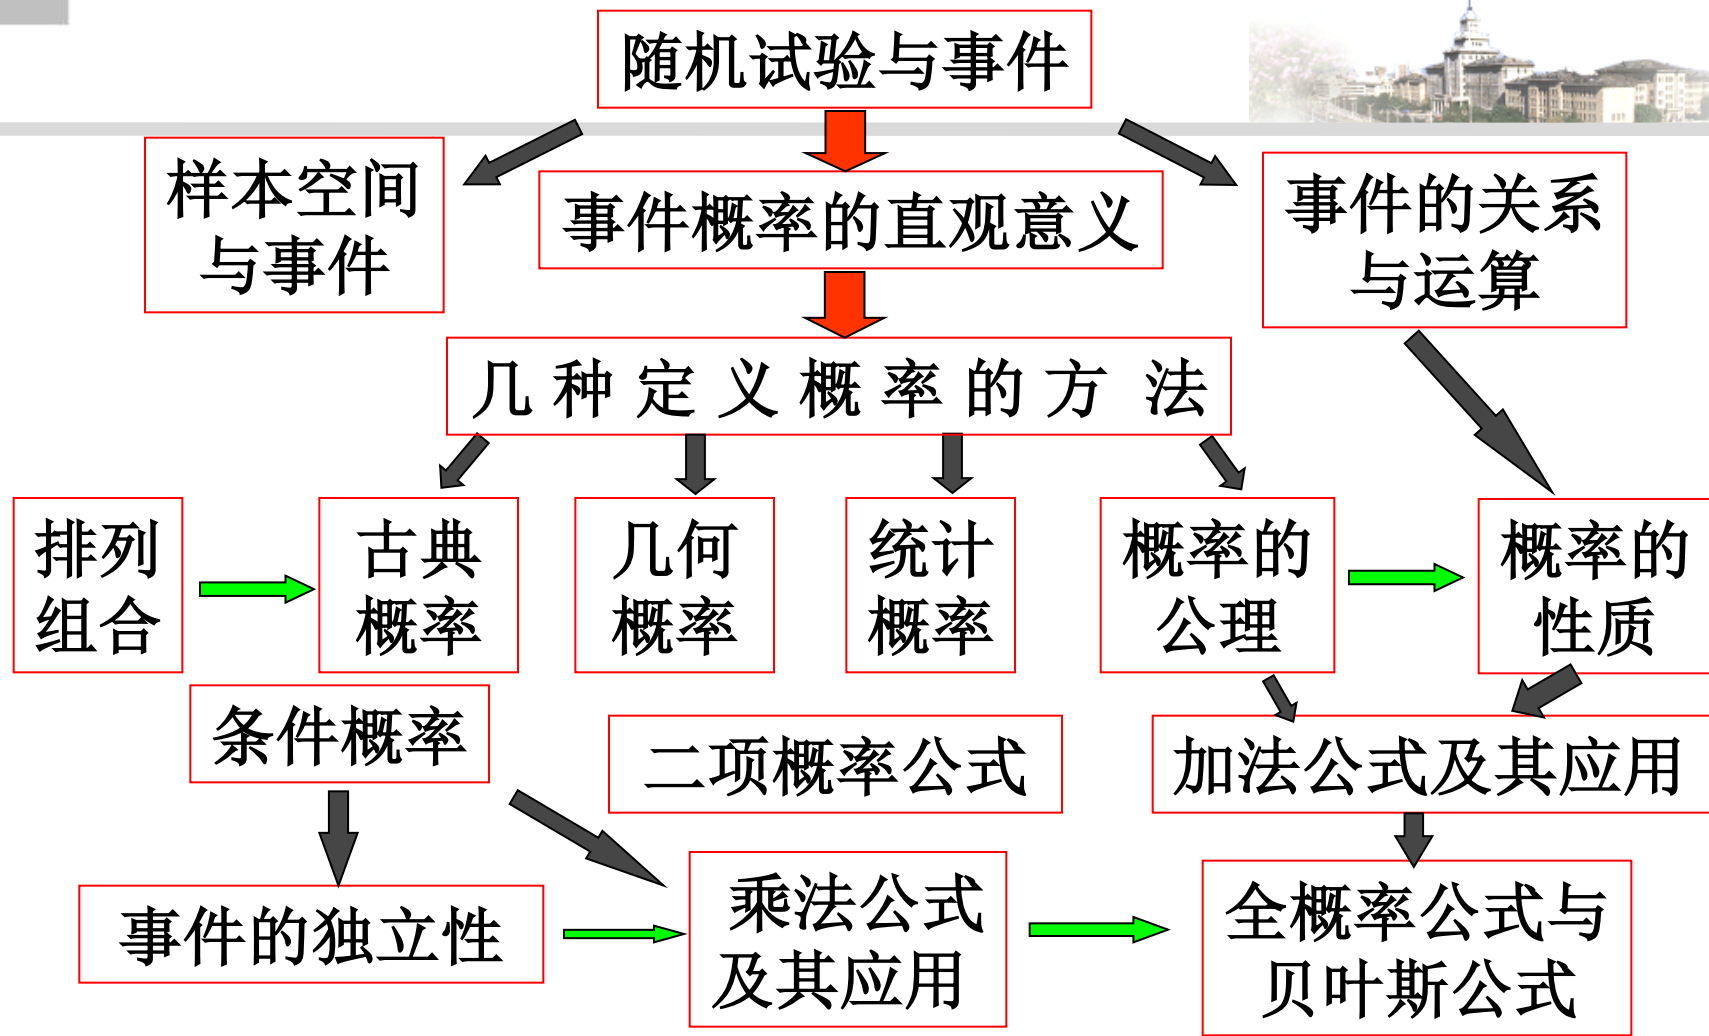 随机试验与事件
样本空间
与事件
事件概率的直观意义
事件的关系
与运算
几种定义概率的方 法
排列
组合
古典
概率
几何
概率
统计
概率
概率的
公理
概率的
性质
条件概率
二项概率公式
加法公式及其应用
事件的独立性
乘法公式
及其应用
全概率公式与
贝叶斯公式